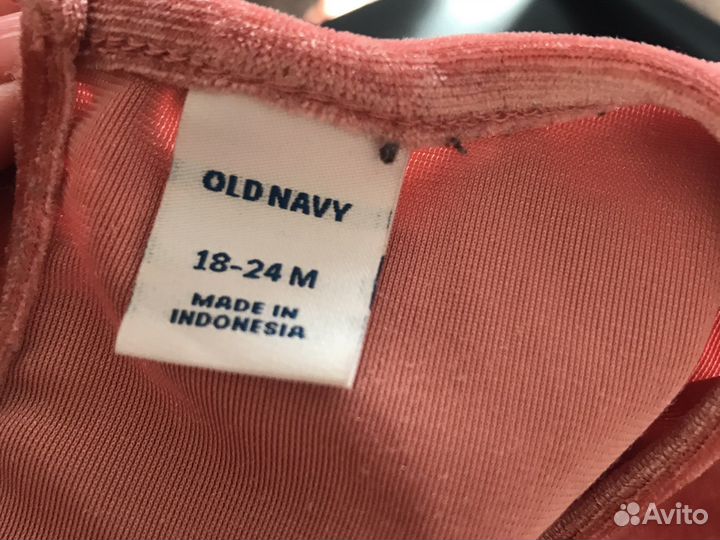 OLD NAVY
18-24 M
MADE IN
INDONESIA
Avito